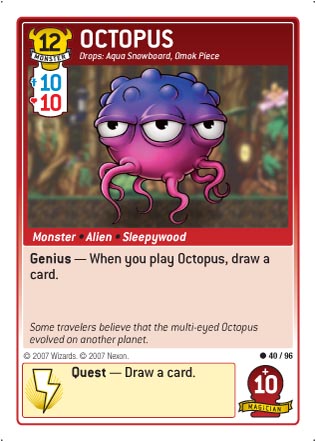 12
MONSTER
OCTOPUS
Drops: Aqua Snowboard, Omok Piece
10
10
Monster • Alien • Sleepywood
Genius — When you play Octopus, draw a
card.
Some travelers believe that the multi-eyed Octopus
evolved on another planet.
© 2007 Wizards. © 2007 Nexon.
● 40 / 96
Quest — Draw a card.
+
10
MAGICIAN